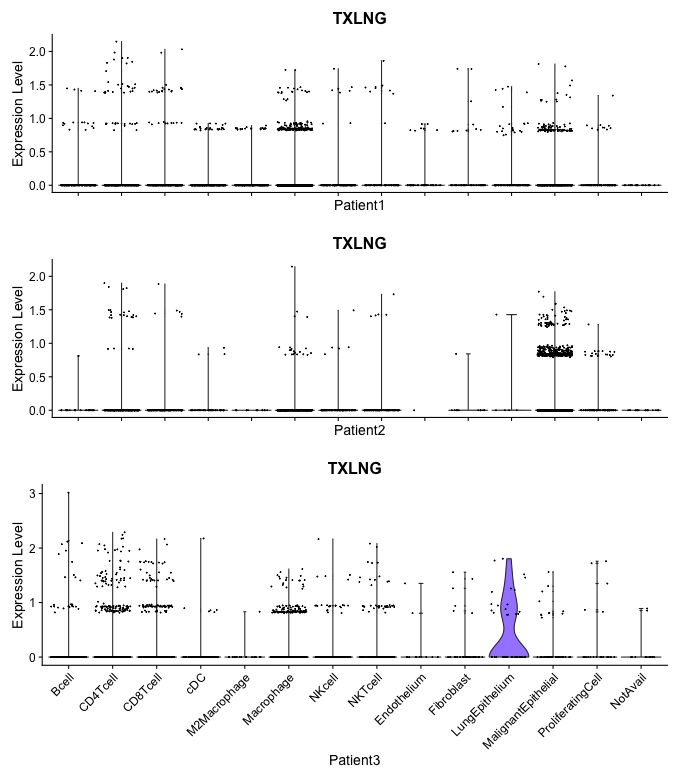 TXLNG
Expression Level
2.0
1.5
1.0
0.5
0.0
Patient1
TXLNG
Expression Level
2.0
1.5
1.0
0.5
0.0
Patient2
TXLNG
Expression Level
3
2
1
0
Bcell
CD4Tcell
CD8Tcell
cDC
M2Macrophage
Macrophage
NKcell
NKTcell
Endothelium
Fibroblast
LungEpithelium
MalignantEpithelial
ProliferatingCell
NotAvail
Patient3